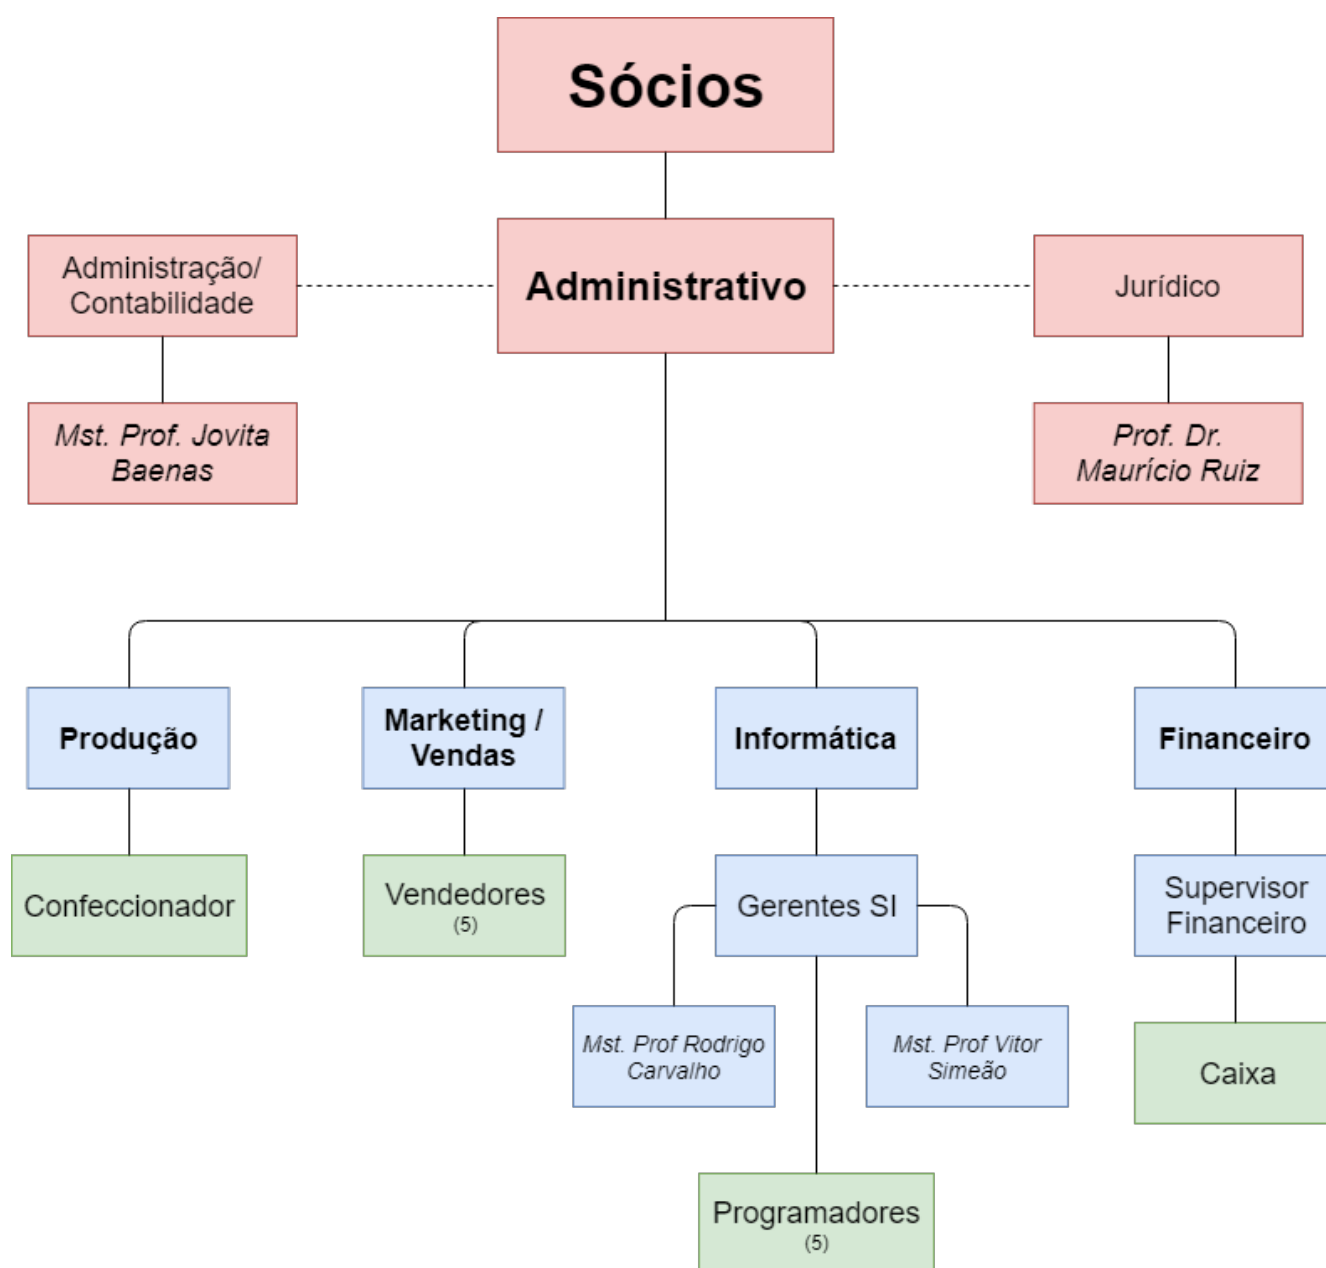 Sócios
Administração/
Contabilidade
Administrativo
Jurídico
Mst. Prof. Jovita
Baenas
Prof. Dr.
Maurício Ruiz
Produção
Marketing /
Vendas
Informática
Financeiro
Confeccionador
Vendedores
(5)
Gerentes SI
Supervisor
Financeiro
Mst. Prof Rodrigo
Carvalho
Mst. Prof Vitor
Simeão
Caixa
Programadores
(5)